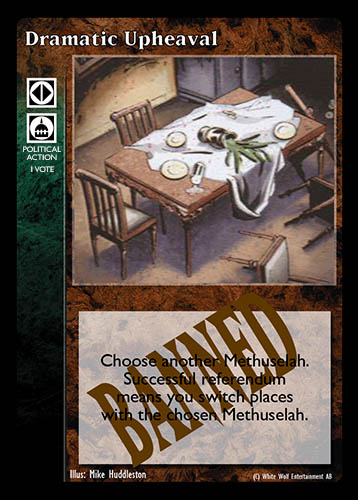 Dramatic Upheaval
POLITICAL
ACTION
1 VOTE
BANNED
Choose another Methuselah.
Successful referendum
means you switch places
with the chosen Methuselah.
Illus: Mike Huddleston
(C) White Wolf Entertainment AB